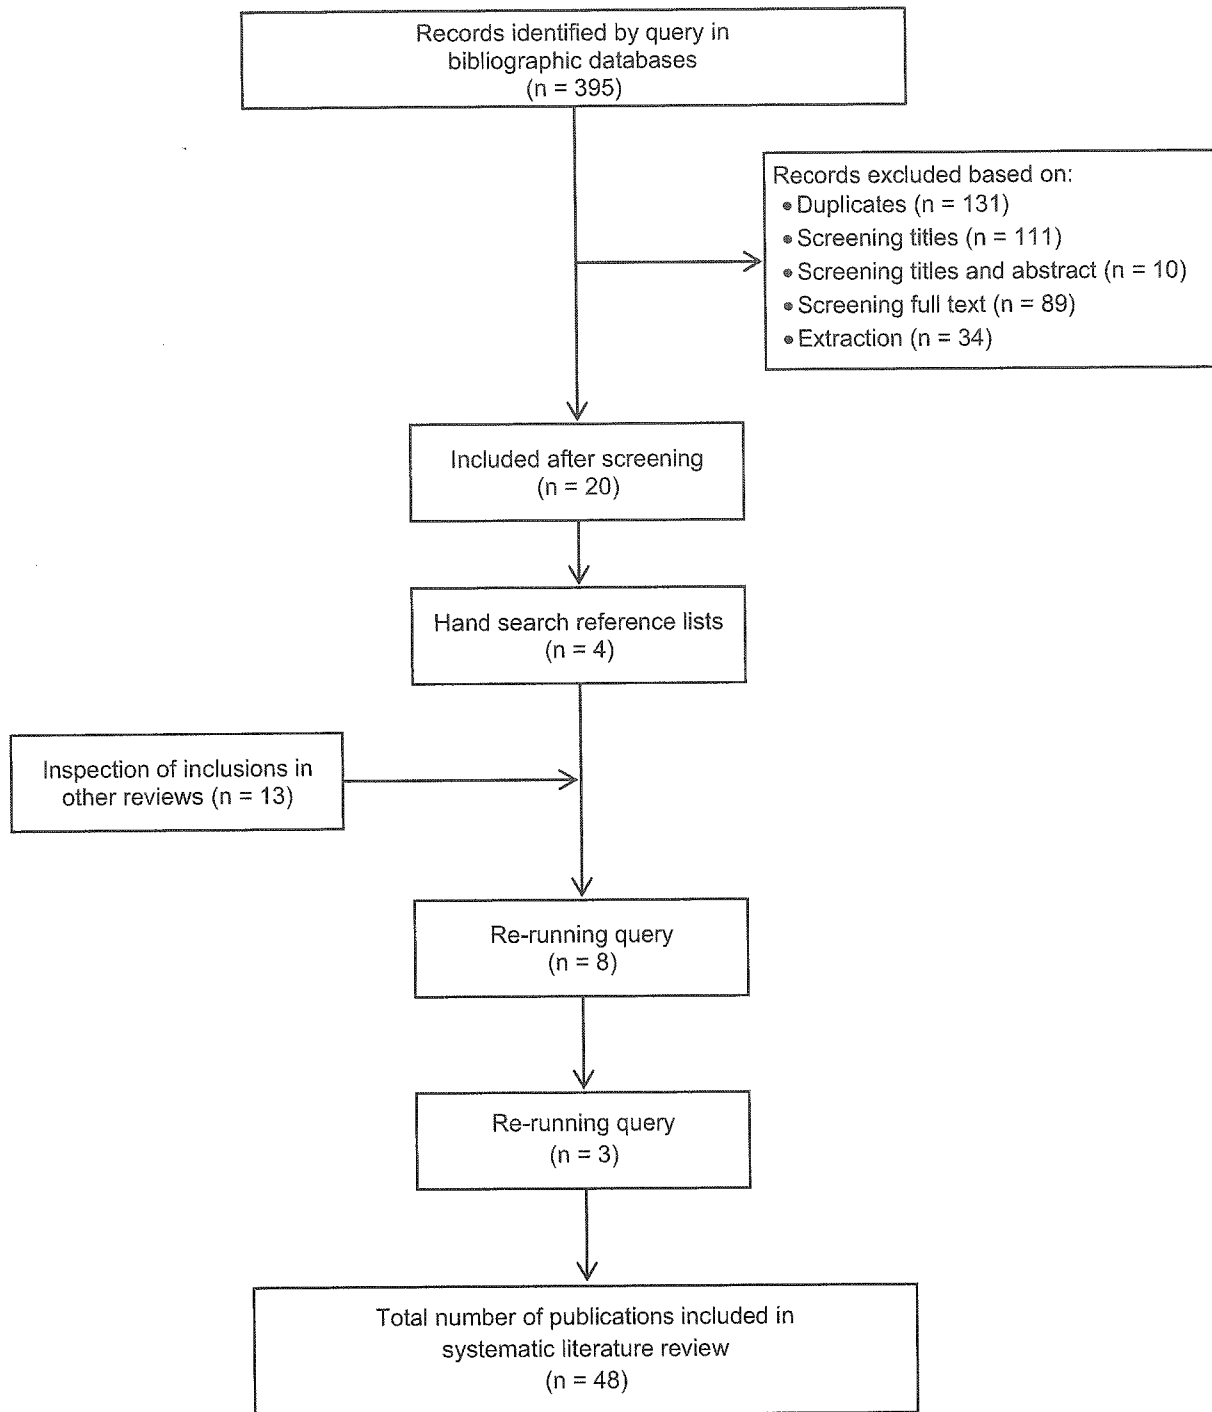 Records identified by query in
bibliographic databases
(n = 395)
Records excluded based on:
• Duplicates (n = 131)
• Screening titles (n = 111)
• Screening titles and abstract (n = 10)
• Screening full text (n = 89)
• Extraction (n = 34)
Included after screening
(n = 20)
Hand search reference lists
(n = 4)
Inspection of inclusions in
other reviews (n = 13)
Re-running query
(n = 8)
Re-running query
(n = 3)
Total number of publications included in
systematic literature review
(n = 48)